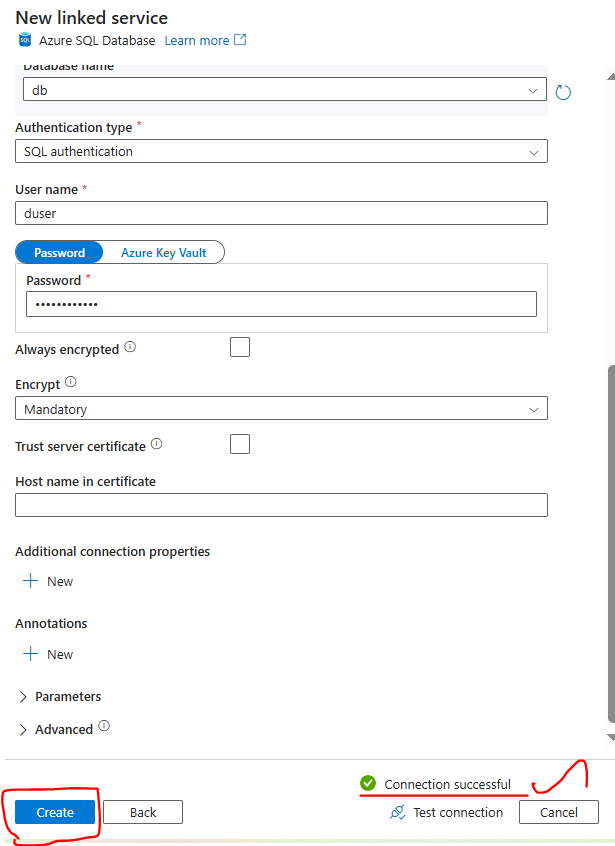 New linked service
SQL Azure SQL Database Learn more
Database name
db
Authentication type *
SQL authentication
User name *
duser
Password Azure Key Vault
Password *
••••••••••••
Always encrypted
Encrypt
Mandatory
Trust server certificate
Host name in certificate
Additional connection properties
+ New
Annotations
+ New
Parameters
Advanced
Connection successful
Create Back Test connection Cancel